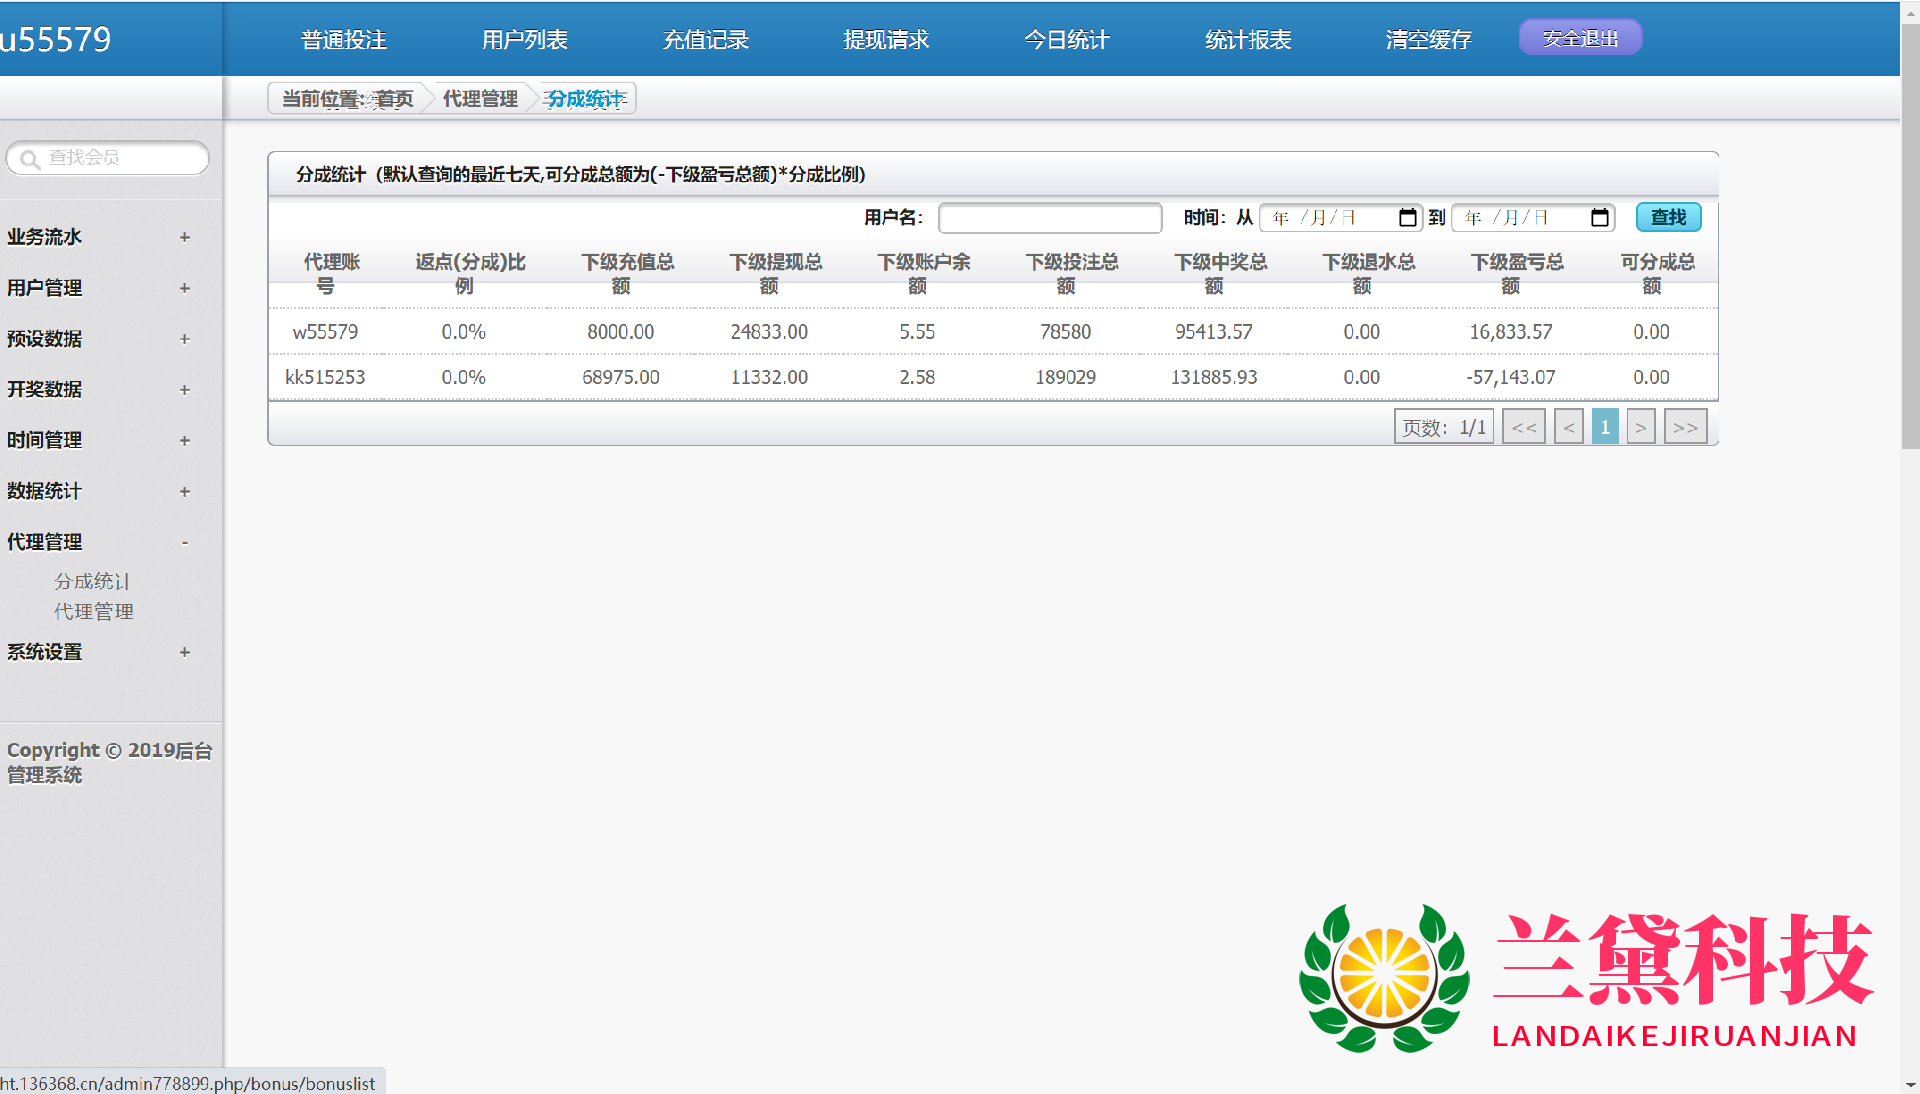 u55579
普通投注 用户列表 充值记录 提现请求 今日统计 统计报表 清空缓存 安全退出
当前位置: 首页 代理管理 分成统计
查找会员
业务流水 +
用户管理 +
预设数据 +
开奖数据 +
时间管理 +
数据统计 +
代理管理 -
分成统计
代理管理
系统设置 +
Copyright © 2019后台
管理系统
分成统计 (默认查询的最近七天,可分成总额为(-下级盈亏总额)*分成比例)
用户名: 时间: 从 年 /月/日 到 年 /月/日 查找
代理账号 返点(分成)比例 下级充值总额 下级提现总额 下级账户余额 下级投注总额 下级中奖总额 下级退水总额 下级盈亏总额 可分成总额
w55579 0.0% 8000.00 24833.00 5.55 78580 95413.57 0.00 16,833.57 0.00
kk515253 0.0% 68975.00 11332.00 2.58 189029 131885.93 0.00 -57,143.07 0.00
页数: 1/1 << < 1 > >>
兰黛科技
LANDAIKEJIRUANJIAN
ht.136368.cn/admin778899.php/bonus/bonuslist